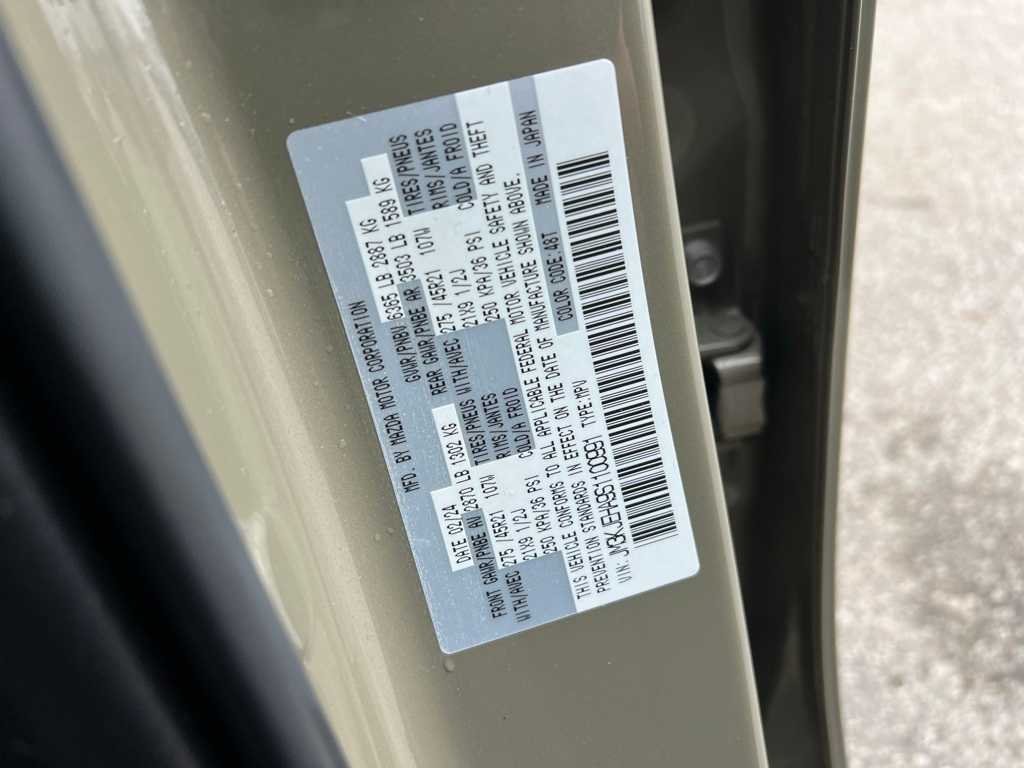 MFD. BY MAZDA MOTOR CORPORATION
DATE 02/24 GVWR/PNBV 6365 LB 2887 KG
FRONT GAWR/PNBE AV 2870 LB 1302 KG REAR GAWR/PNBE AR 3503 LB 1589 KG
WITH/AVEC 275 /45R21 107W TIRES/PNEUS WITH/AVEC 275 /45R21 107W TIRES/PNEUS
21X9 1/2J RIMS/JANTES 21X9 1/2J RIMS/JANTES
250 KPA/36 PSI COLD/A FROID 250 KPA/36 PSI COLD/A FROID
THIS VEHICLE CONFORMS TO ALL APPLICABLE FEDERAL MOTOR VEHICLE SAFETY AND THEFT
PREVENTION STANDARDS IN EFFECT ON THE DATE OF MANUFACTURE SHOWN ABOVE.
VIN: TYPE:MPV COLOR CODE:48T MADE IN JAPAN